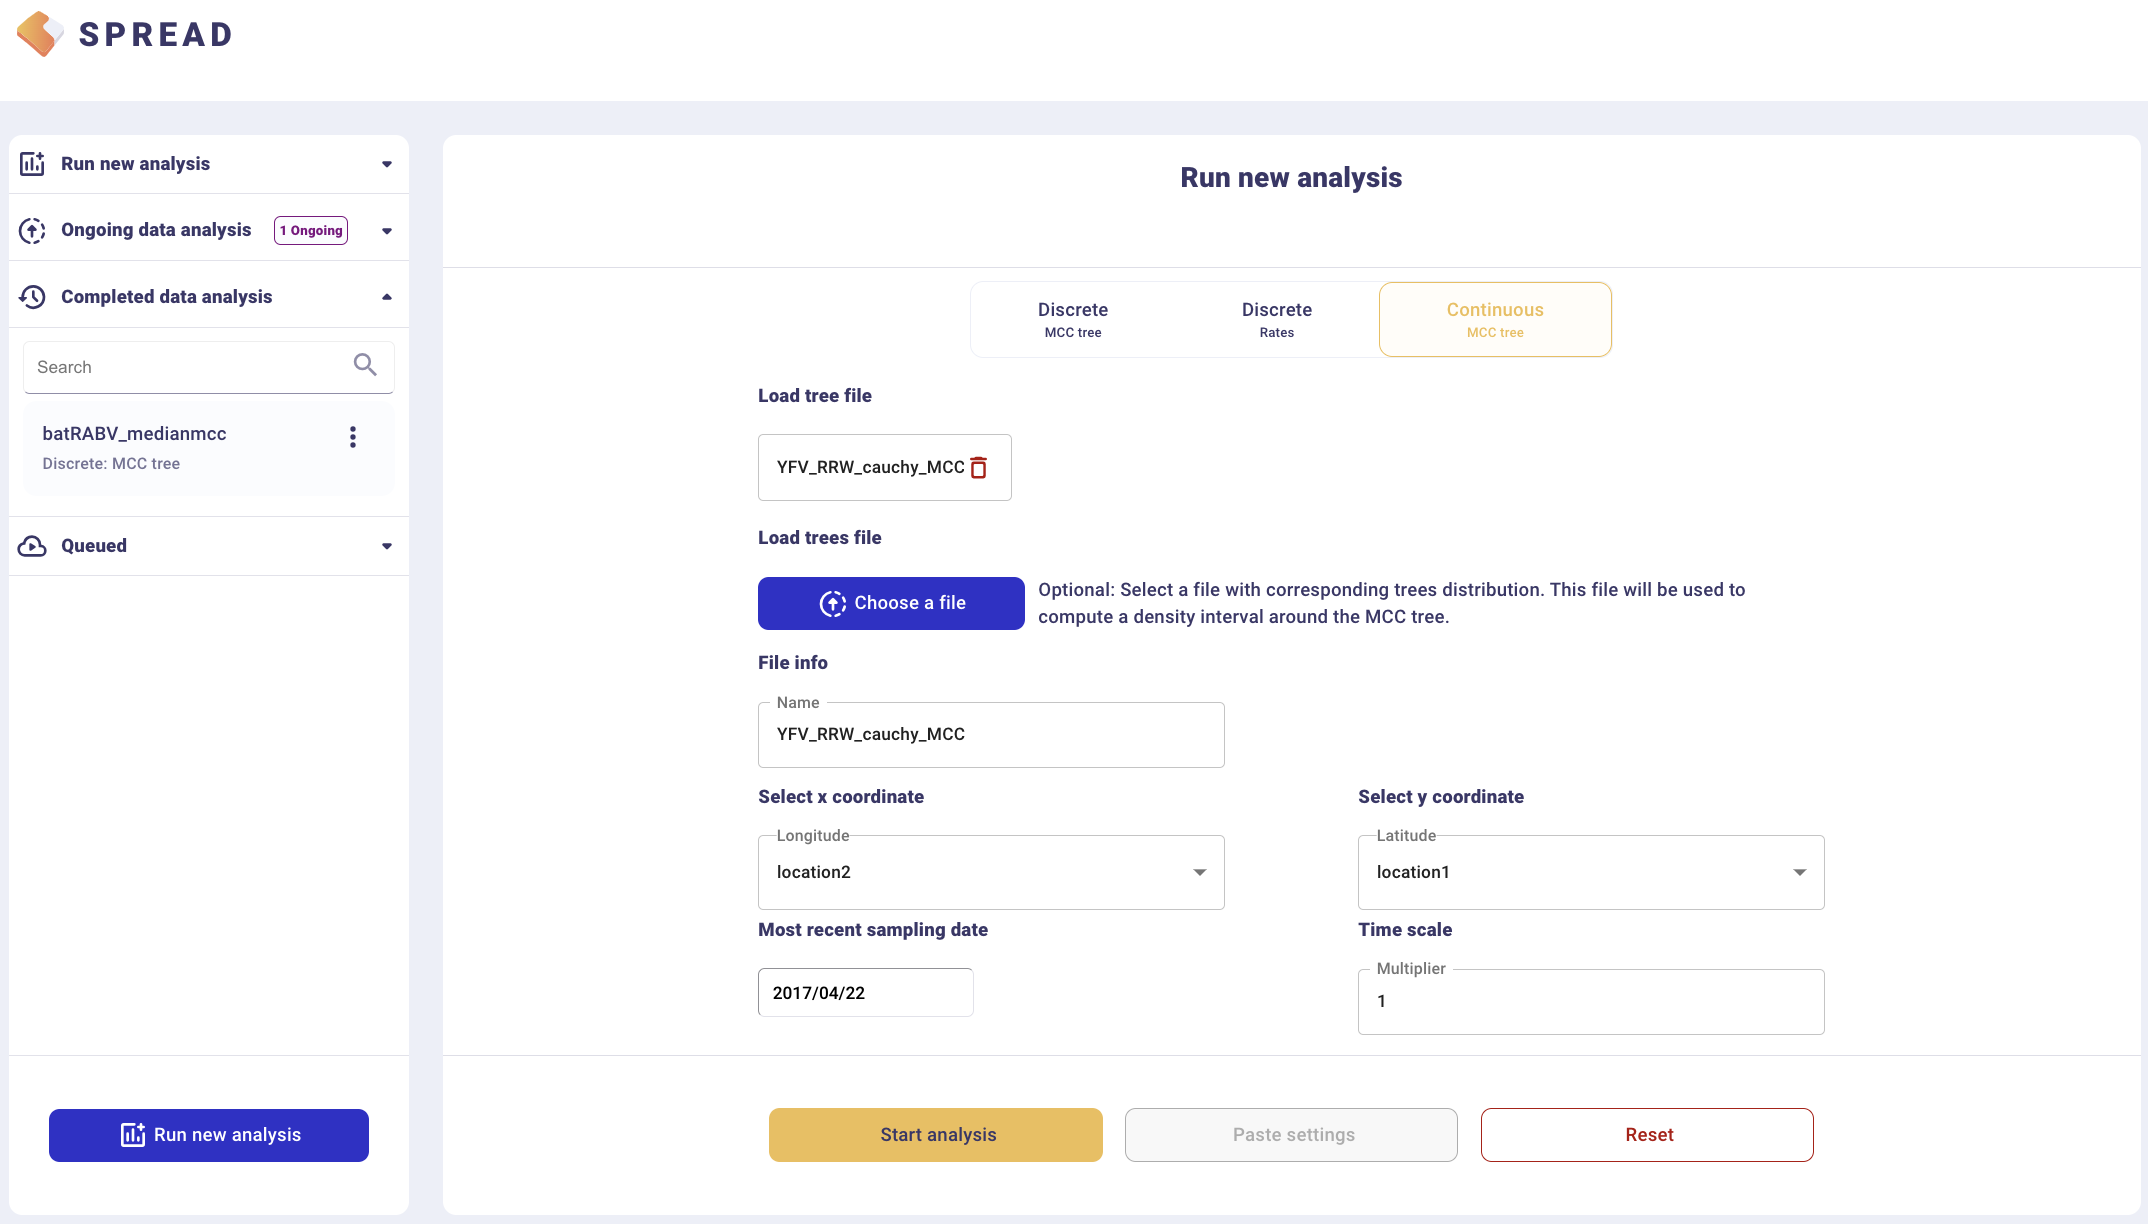 SPREAD
Run new analysis
Ongoing data analysis
1 Ongoing
Completed data analysis
Search
batRABV_medianmcc
Discrete: MCC tree
Queued
Run new analysis
Run new analysis
Discrete
MCC tree
Discrete
Rates
Continuous
MCC tree
Load tree file
YFV_RRW_cauchy_MCC
Load trees file
Choose a file
Optional: Select a file with corresponding trees distribution. This file will be used to
compute a density interval around the MCC tree.
File info
Name
YFV_RRW_cauchy_MCC
Select x coordinate
Longitude
location2
Select y coordinate
Latitude
location1
Most recent sampling date
2017/04/22
Time scale
Multiplier
1
Start analysis
Paste settings
Reset